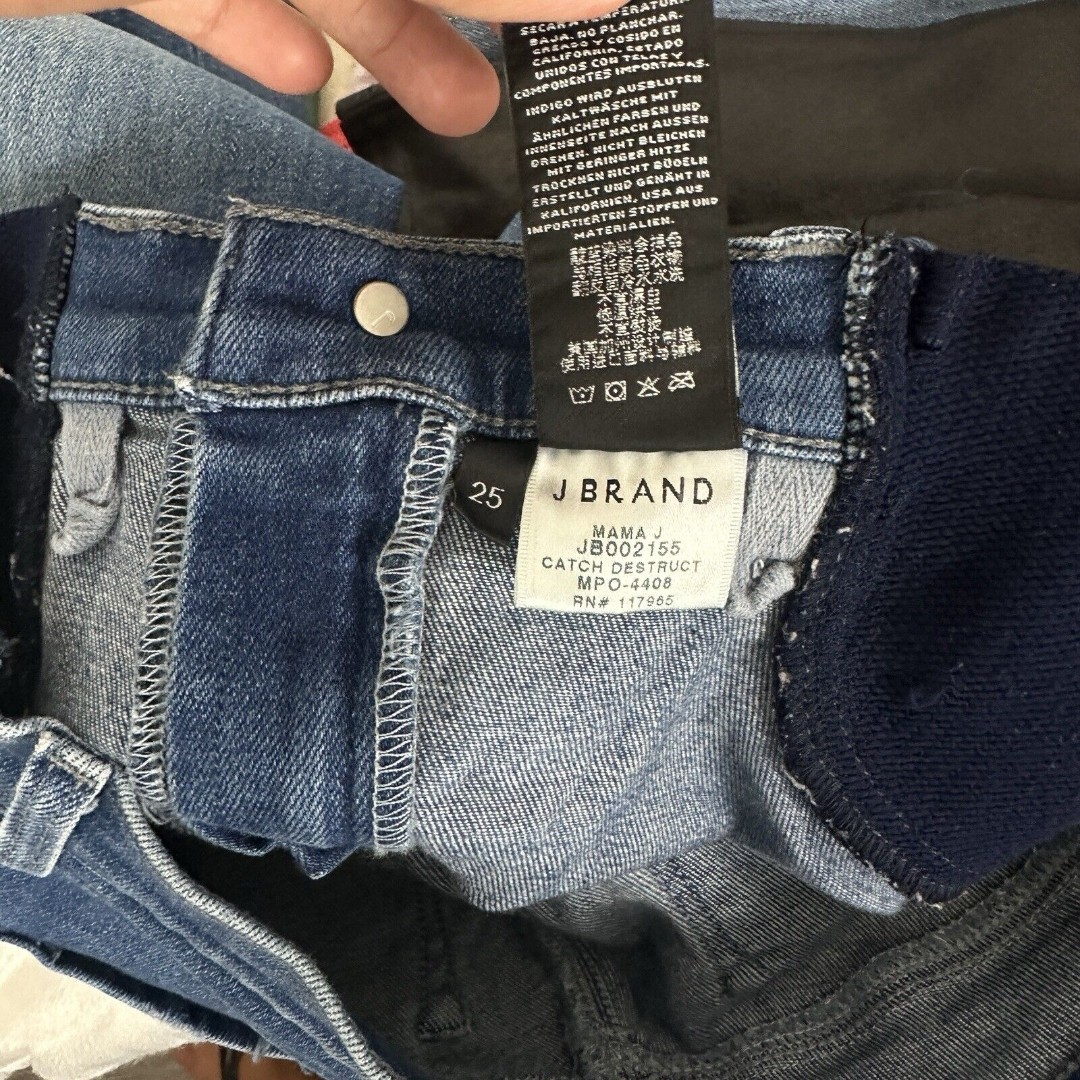 SECAR A TEMPERATURA
BAJA. NO PLANCHAR.
CREADO Y COSIDO EN
CALIFORNIA, ESTADO
UNIDOS CON TELAS Y
COMPONENTES IMPORTADAS.
INDIGO WIRD AUSBLUTEN
KALTWÄSCHE MIT
ÄHNLICHEN FARBEN UND
INNENSEITE NACH AUSSEN
DREHEN. NICHT BLEICHEN
MIT GERINGER HITZE
TROCKNEN NICHT BÜGELN
ERSTELLT UND GENÄHT IN
KALIFORNIEN, USA AUS
IMPORTIERTEN STOFFEN UND
MATERIALIEN.
25
J BRAND
MAMA J
JB002155
CATCH DESTRUCT
MPO-4408
RN# 117965